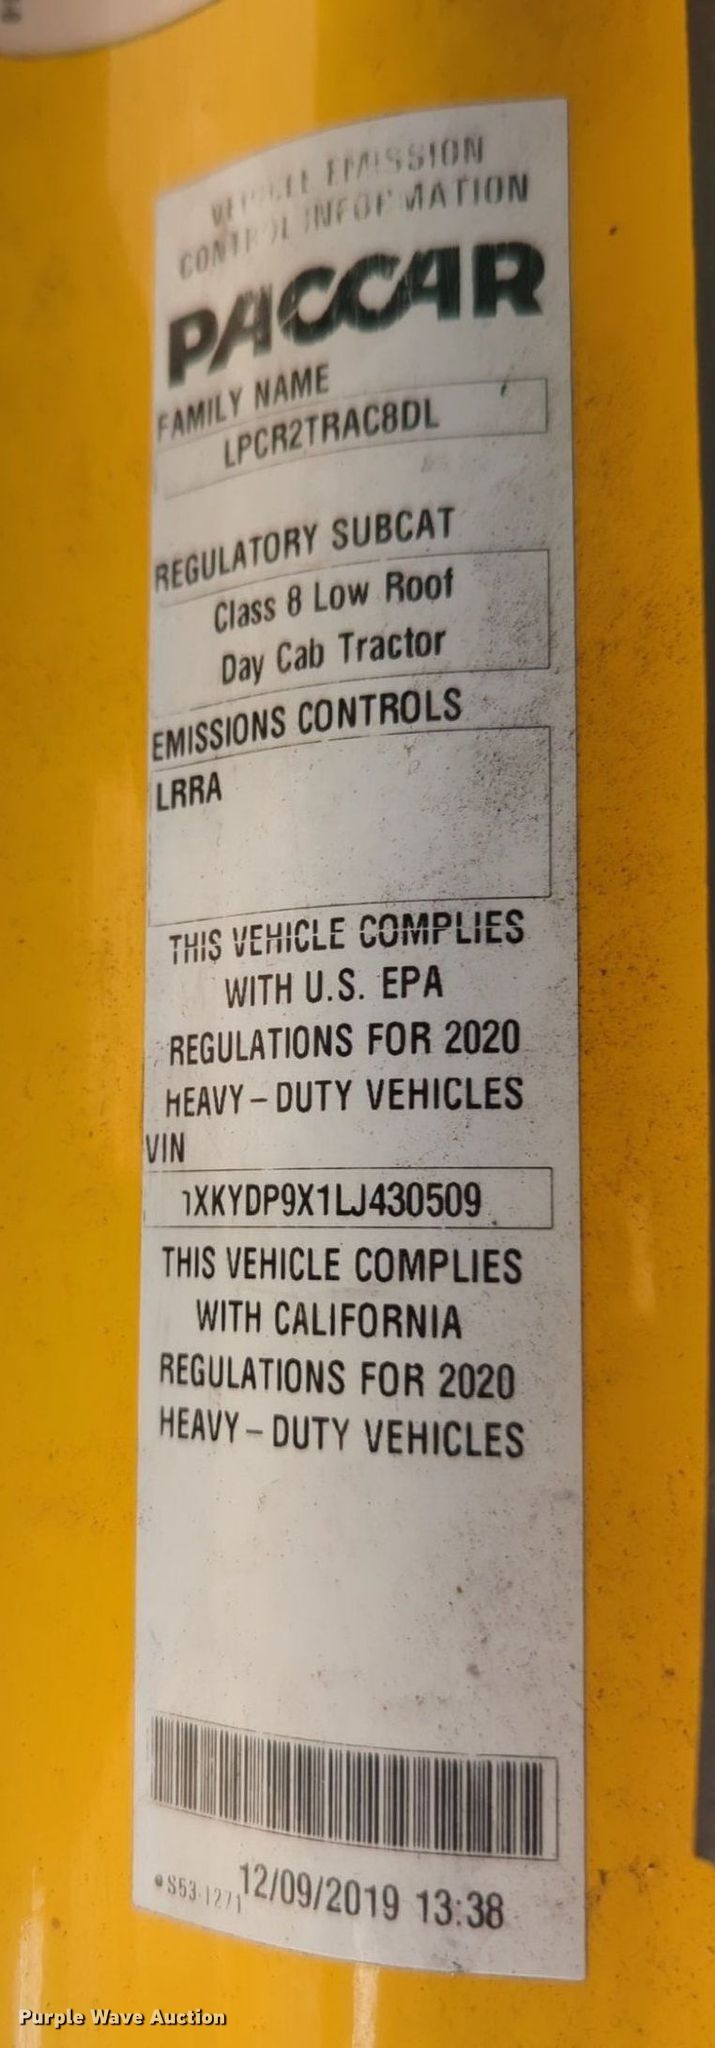 VEHICLE EMISSION
CONTROL INFORMATION
PACCAR
FAMILY NAME
LPCR2TRAC8DL
REGULATORY SUBCAT
Class 8 Low Roof
Day Cab Tractor
EMISSIONS CONTROLS
LRRA
THIS VEHICLE COMPLIES
WITH U.S. EPA
REGULATIONS FOR 2020
HEAVY-DUTY VEHICLES
VIN
1XKYDP9X1LJ430509
THIS VEHICLE COMPLIES
WITH CALIFORNIA
REGULATIONS FOR 2020
HEAVY-DUTY VEHICLES
S53-1271 12/09/2019 13:38
Purple Wave Auction